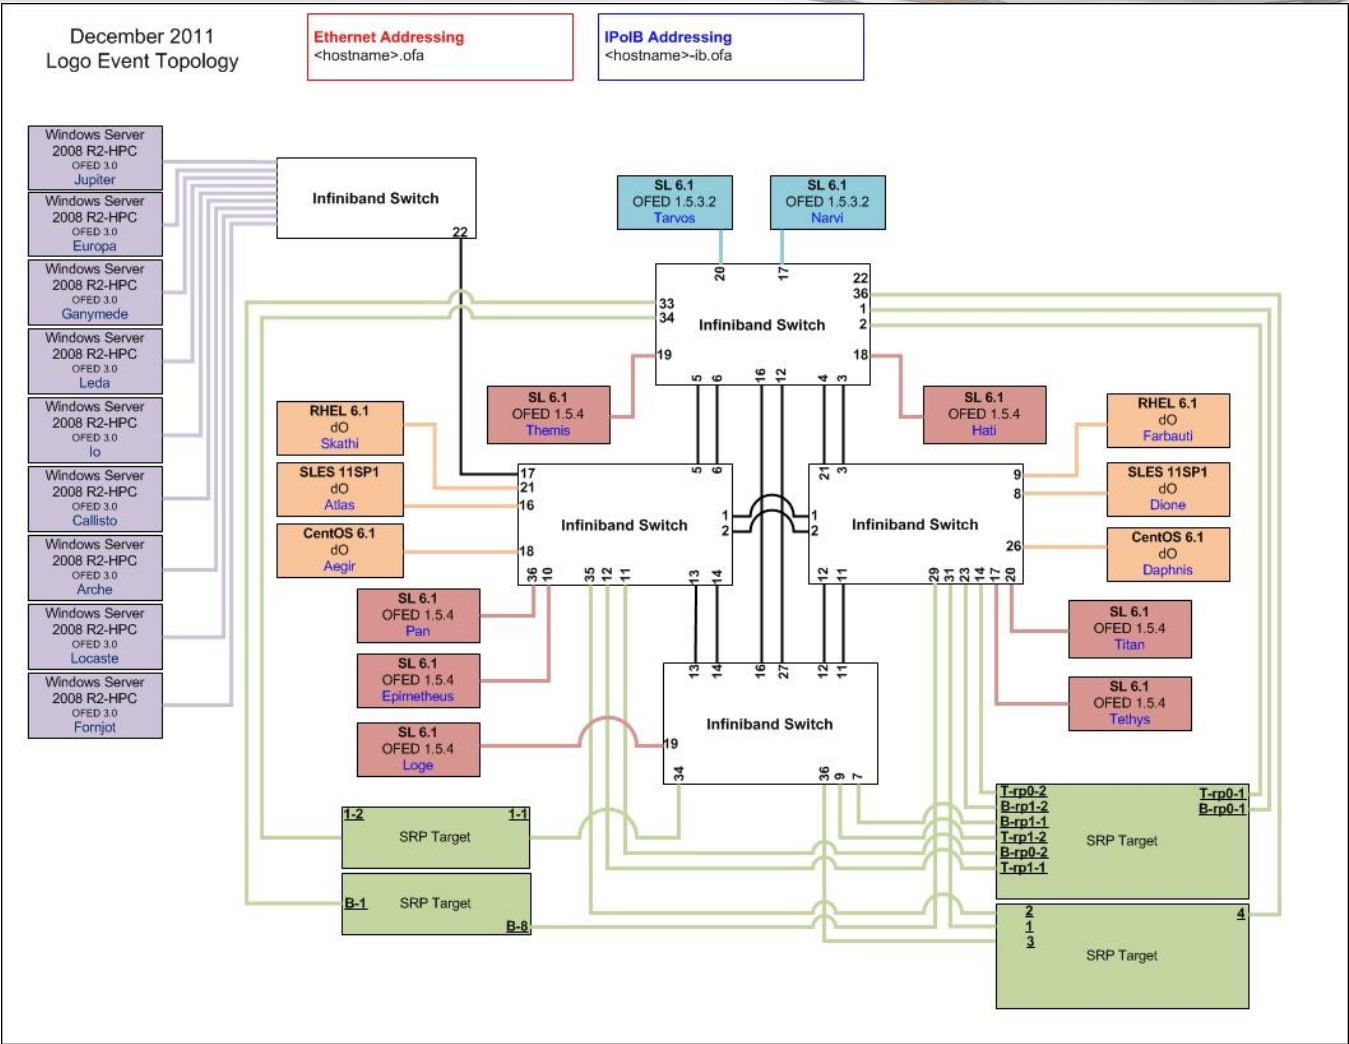 December 2011
Logo Event Topology
Ethernet Addressing
<hostname>.ofa
IPoIB Addressing
<hostname>-ib.ofa
Windows Server
2008 R2-HPC
OFED 3.0
Jupiter
Windows Server
2008 R2-HPC
OFED 3.0
Europa
Windows Server
2008 R2-HPC
OFED 3.0
Ganymede
Windows Server
2008 R2-HPC
OFED 3.0
Leda
Windows Server
2008 R2-HPC
OFED 3.0
Io
Windows Server
2008 R2-HPC
OFED 3.0
Callisto
Windows Server
2008 R2-HPC
OFED 3.0
Arche
Windows Server
2008 R2-HPC
OFED 3.0
Locaste
Windows Server
2008 R2-HPC
OFED 3.0
Fornjot
Infiniband Switch
22
SL 6.1
OFED 1.5.3.2
Tarvos
SL 6.1
OFED 1.5.3.2
Narvi
20
17
22
36
1
2
33
34
Infiniband Switch
19
18
5
6
16
12
4
3
SL 6.1
OFED 1.5.4
Themis
SL 6.1
OFED 1.5.4
Hati
RHEL 6.1
dO
Skathi
SLES 11SP1
dO
Atlas
CentOS 6.1
dO
Aegir
RHEL 6.1
dO
Farbauti
SLES 11SP1
dO
Dione
CentOS 6.1
dO
Daphnis
5
6
17
21
16
18
Infiniband Switch
1
2
36
10
35
12
11
13
14
21
3
9
8
26
1
2
Infiniband Switch
12
11
29
31
23
14
17
20
SL 6.1
OFED 1.5.4
Pan
SL 6.1
OFED 1.5.4
Epimetheus
SL 6.1
OFED 1.5.4
Loge
SL 6.1
OFED 1.5.4
Titan
SL 6.1
OFED 1.5.4
Tethys
13
14
16
27
12
11
Infiniband Switch
19
34
36
9
7
1-2
1-1
SRP Target
B-1
SRP Target
B-8
T-rp0-2
B-rp1-2
B-rp1-1
T-rp1-2
B-rp0-2
T-rp1-1
T-rp0-1
B-rp0-1
SRP Target
2
1
3
4
SRP Target